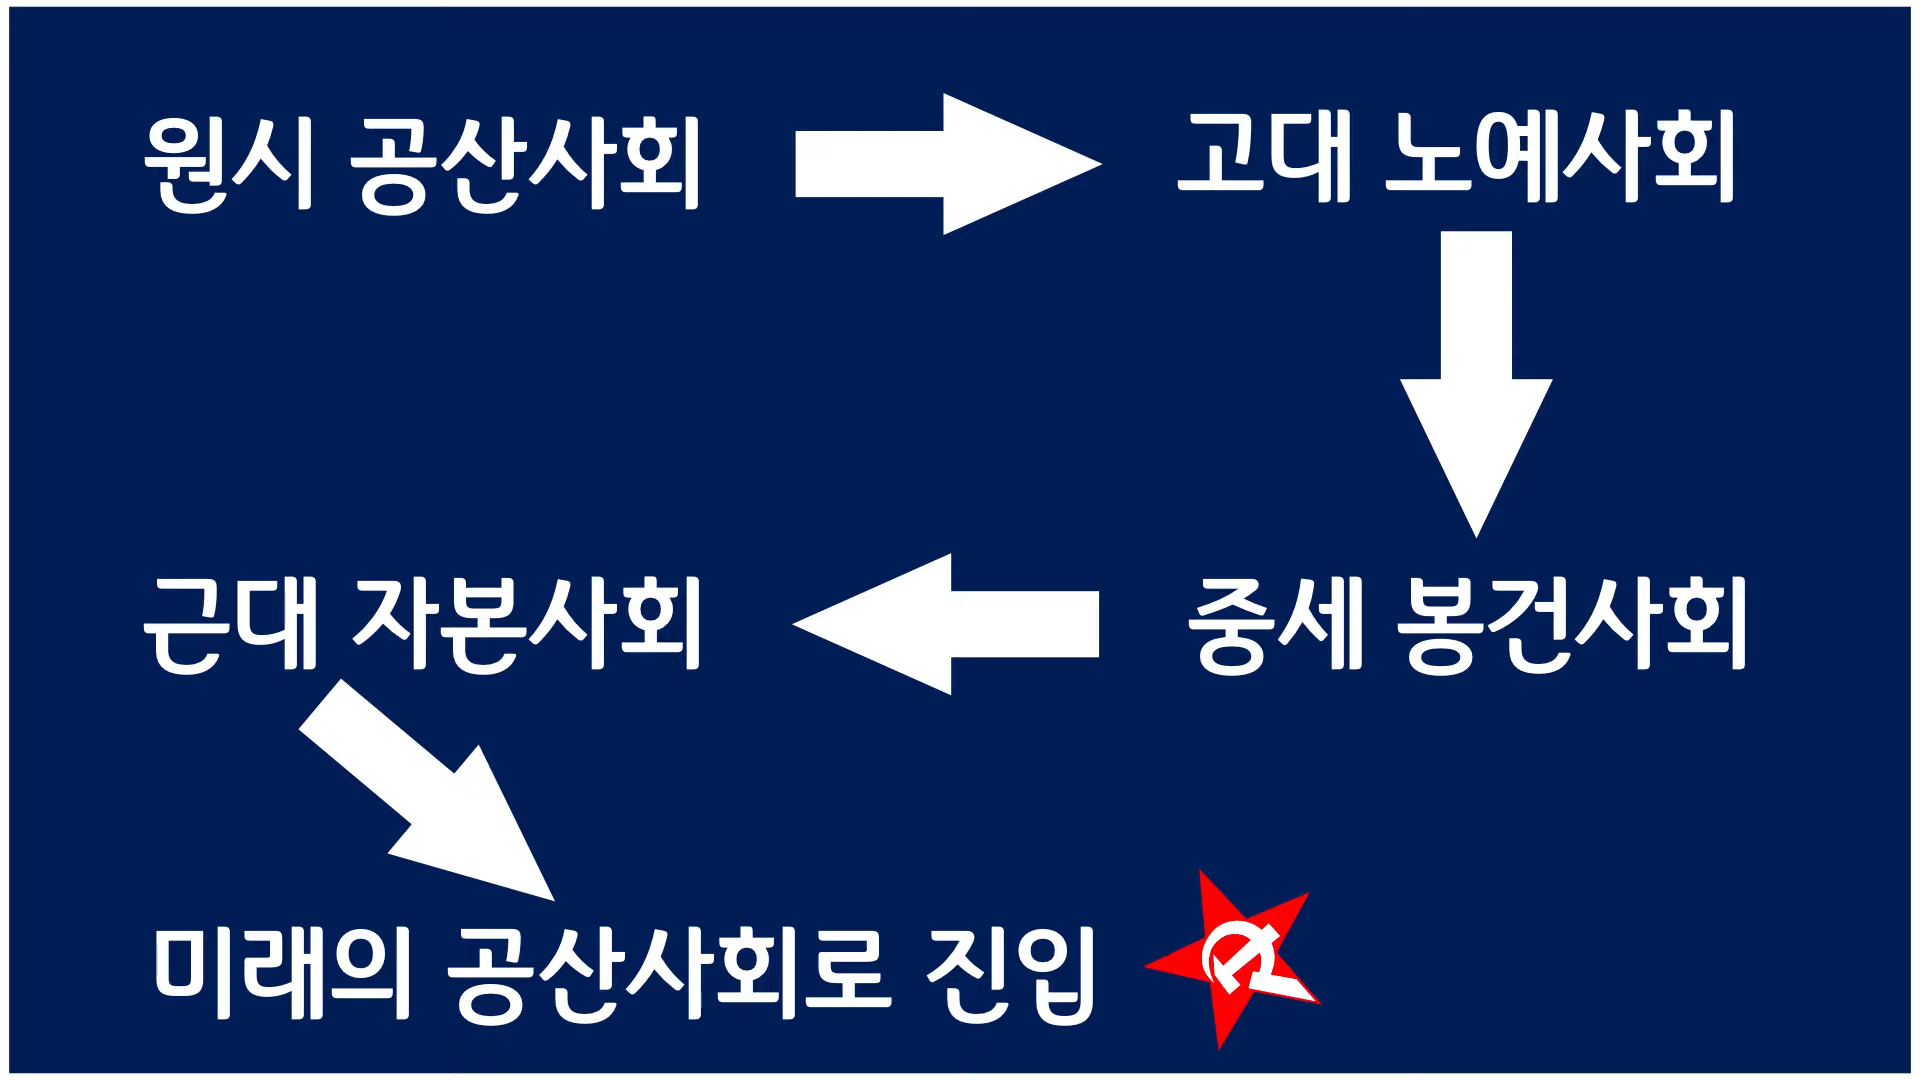 원시 공산사회
고대 노예사회
중세 봉건사회
근대 자본사회
미래의 공산사회로 진입